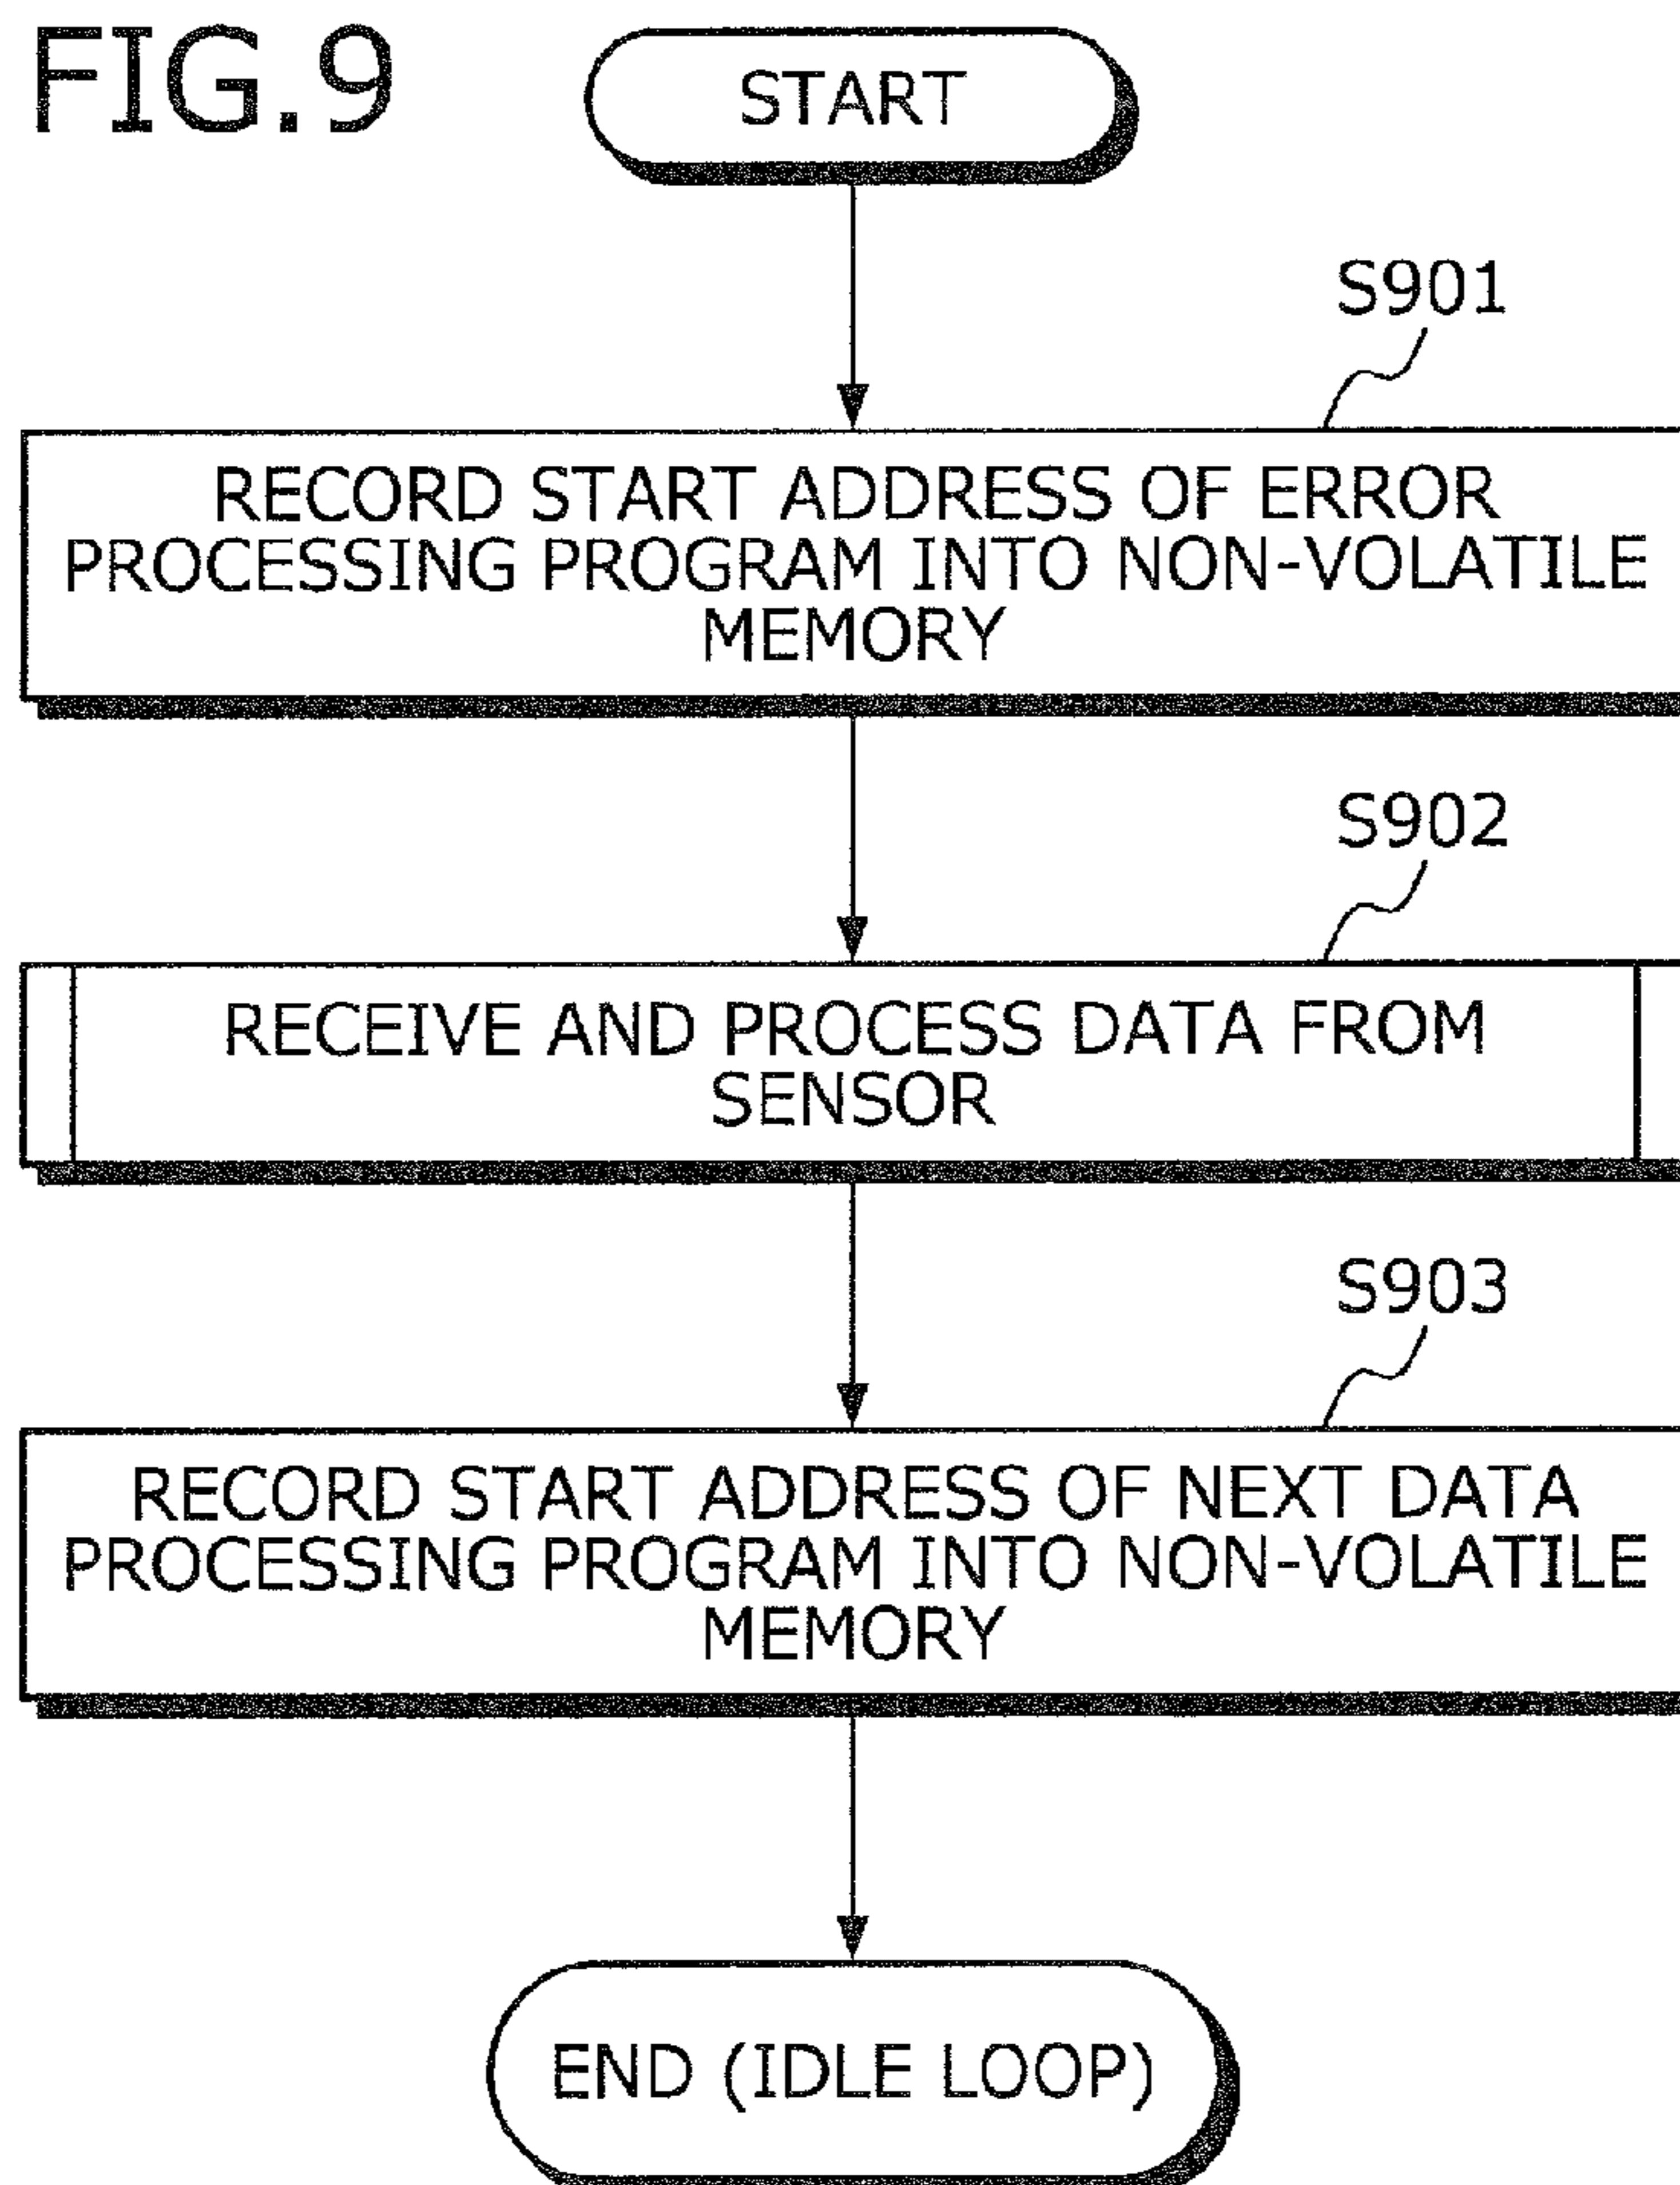 FIG.9
START
S901
RECORD START ADDRESS OF ERROR
PROCESSING PROGRAM INTO NON-VOLATILE
MEMORY
S902
RECEIVE AND PROCESS DATA FROM
SENSOR
S903
RECORD START ADDRESS OF NEXT DATA
PROCESSING PROGRAM INTO NON-VOLATILE
MEMORY
END (IDLE LOOP)